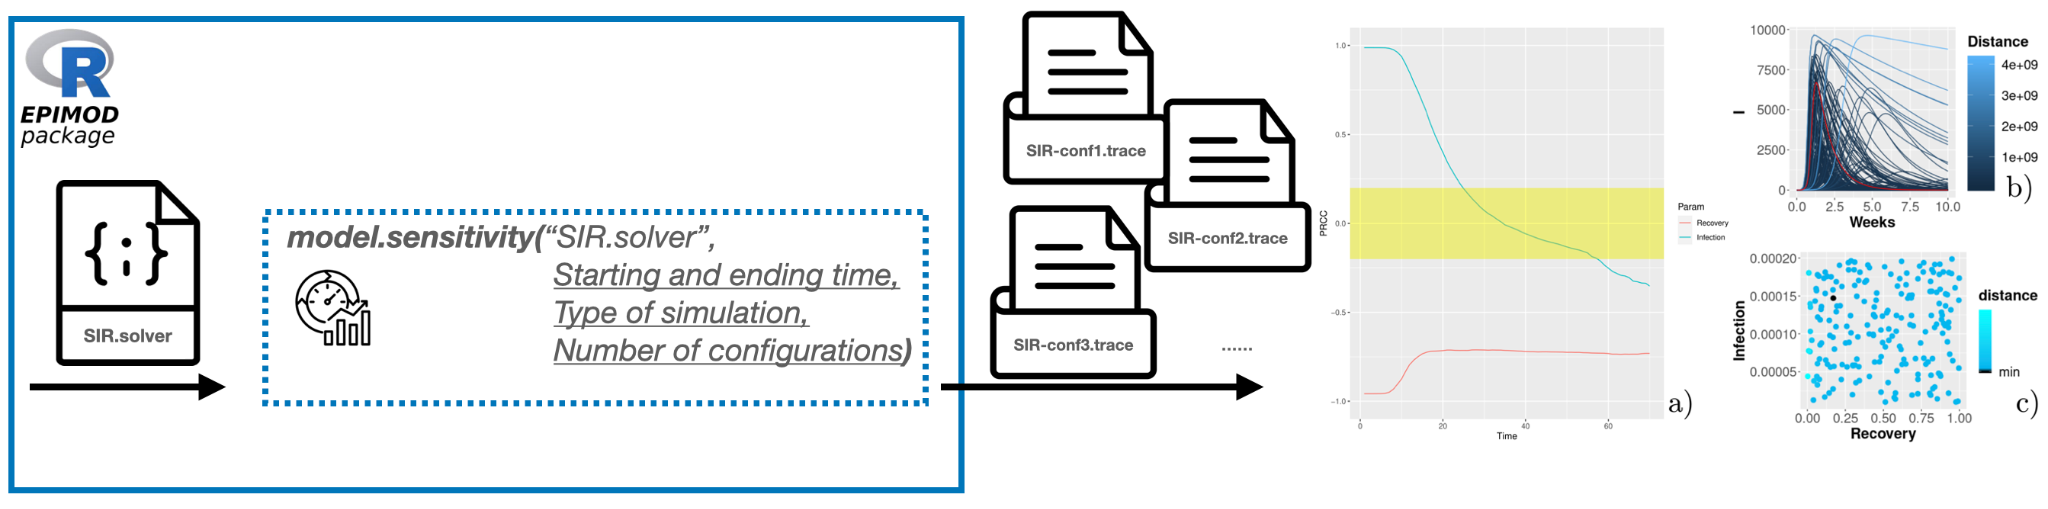 R
EPIMOD
package
{;}
SIR.solver
model.sensitivity(“SIR.solver”,
Starting and ending time,
Type of simulation,
Number of configurations)
SIR-conf1.trace
SIR-conf2.trace
SIR-conf3.trace
......
1.0
0.5
0.0
−0.5
−1.0
PRCC
0
20
40
60
Time
Param
Recovery
Infection
a)
10000
7500
5000
2500
0
I
0.0
2.5
5.0
7.5
10.0
Weeks
Distance
4e+09
3e+09
2e+09
1e+09
b)
0.00020
0.00015
0.00010
0.00005
Infection
0.00
0.25
0.50
0.75
1.00
Recovery
distance
min
c)